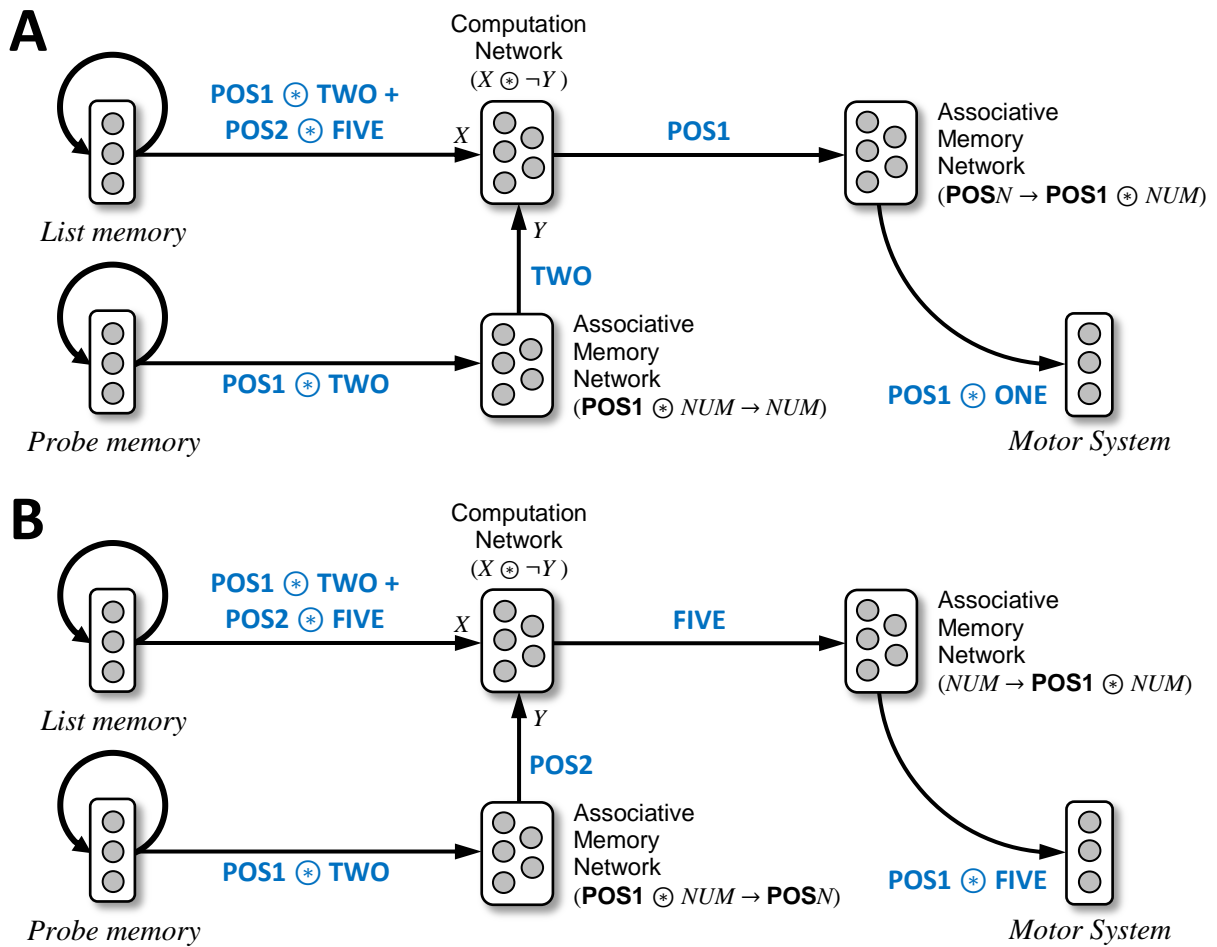 A
Computation
Network
(X ⊛ ¬Y )
POS1 ⊛ TWO +
POS2 ⊛ FIVE
X
POS1
Associative
Memory
Network
(POSN → POS1 ⊛ NUM)
List memory
Y
TWO
Associative
Memory
Network
(POS1 ⊛ NUM → NUM)
POS1 ⊛ TWO
Probe memory
POS1 ⊛ ONE
Motor System
B
Computation
Network
(X ⊛ ¬Y )
POS1 ⊛ TWO +
POS2 ⊛ FIVE
X
FIVE
Associative
Memory
Network
(NUM → POS1 ⊛ NUM)
List memory
Y
POS2
Associative
Memory
Network
(POS1 ⊛ NUM → POSN)
POS1 ⊛ TWO
Probe memory
POS1 ⊛ FIVE
Motor System